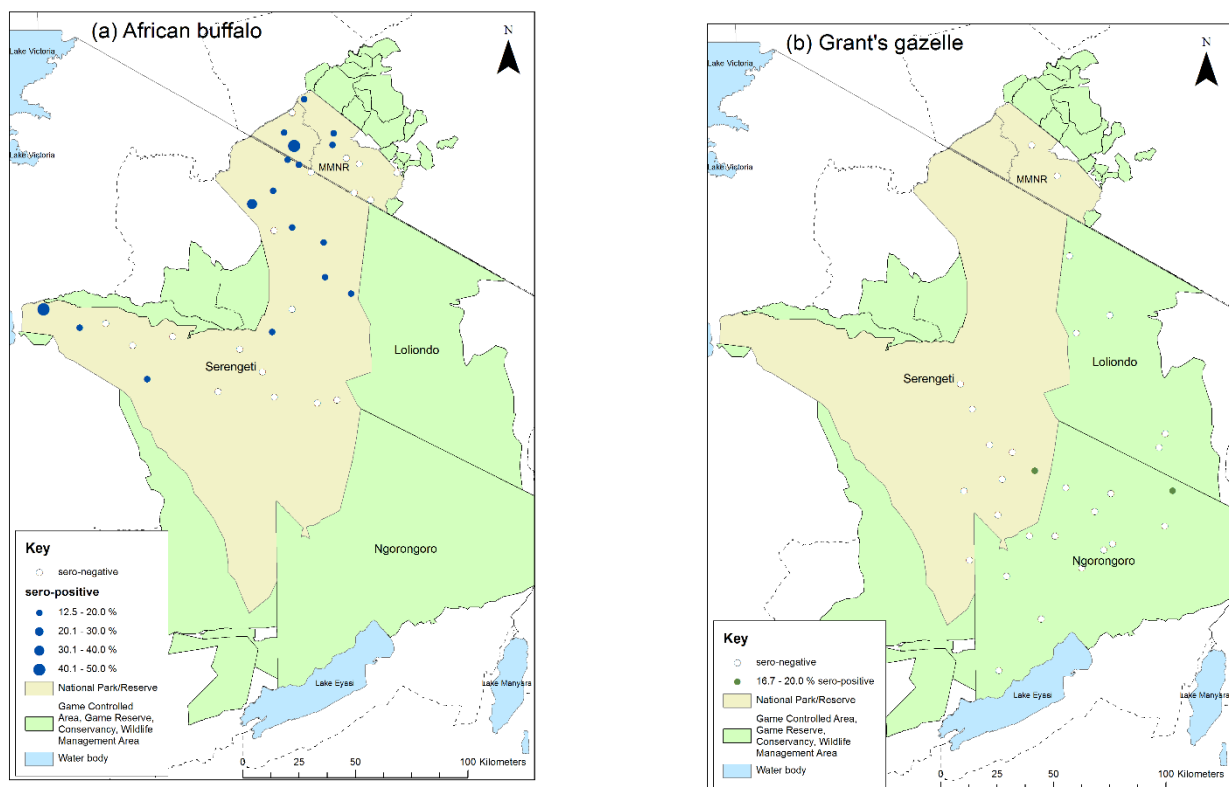 (a) African buffalo
N
Lake Victoria
Lake Victoria
MMNR
Loliondo
Serengeti
Ngorongoro
Key
sero-negative
sero-positive
12.5 - 20.0 %
20.1 - 30.0 %
30.1 - 40.0 %
40.1 - 50.0 %
National Park/Reserve
Game Controlled
Area, Game Reserve,
Conservancy, Wildlife
Management Area
Water body
Lake Eyasi
Lake Manyara
0 25 50 100 Kilometers
(b) Grant's gazelle
N
Lake Victoria
Lake Victoria
MMNR
Loliondo
Serengeti
Ngorongoro
Key
sero-negative
16.7 - 20.0 % sero-positive
National Park/Reserve
Game Controlled Area,
Game Reserve,
Conservancy, Wildlife
Management Area
Water body
Lake Eyasi
Lake Manyara
0 25 50 100 Kilometers